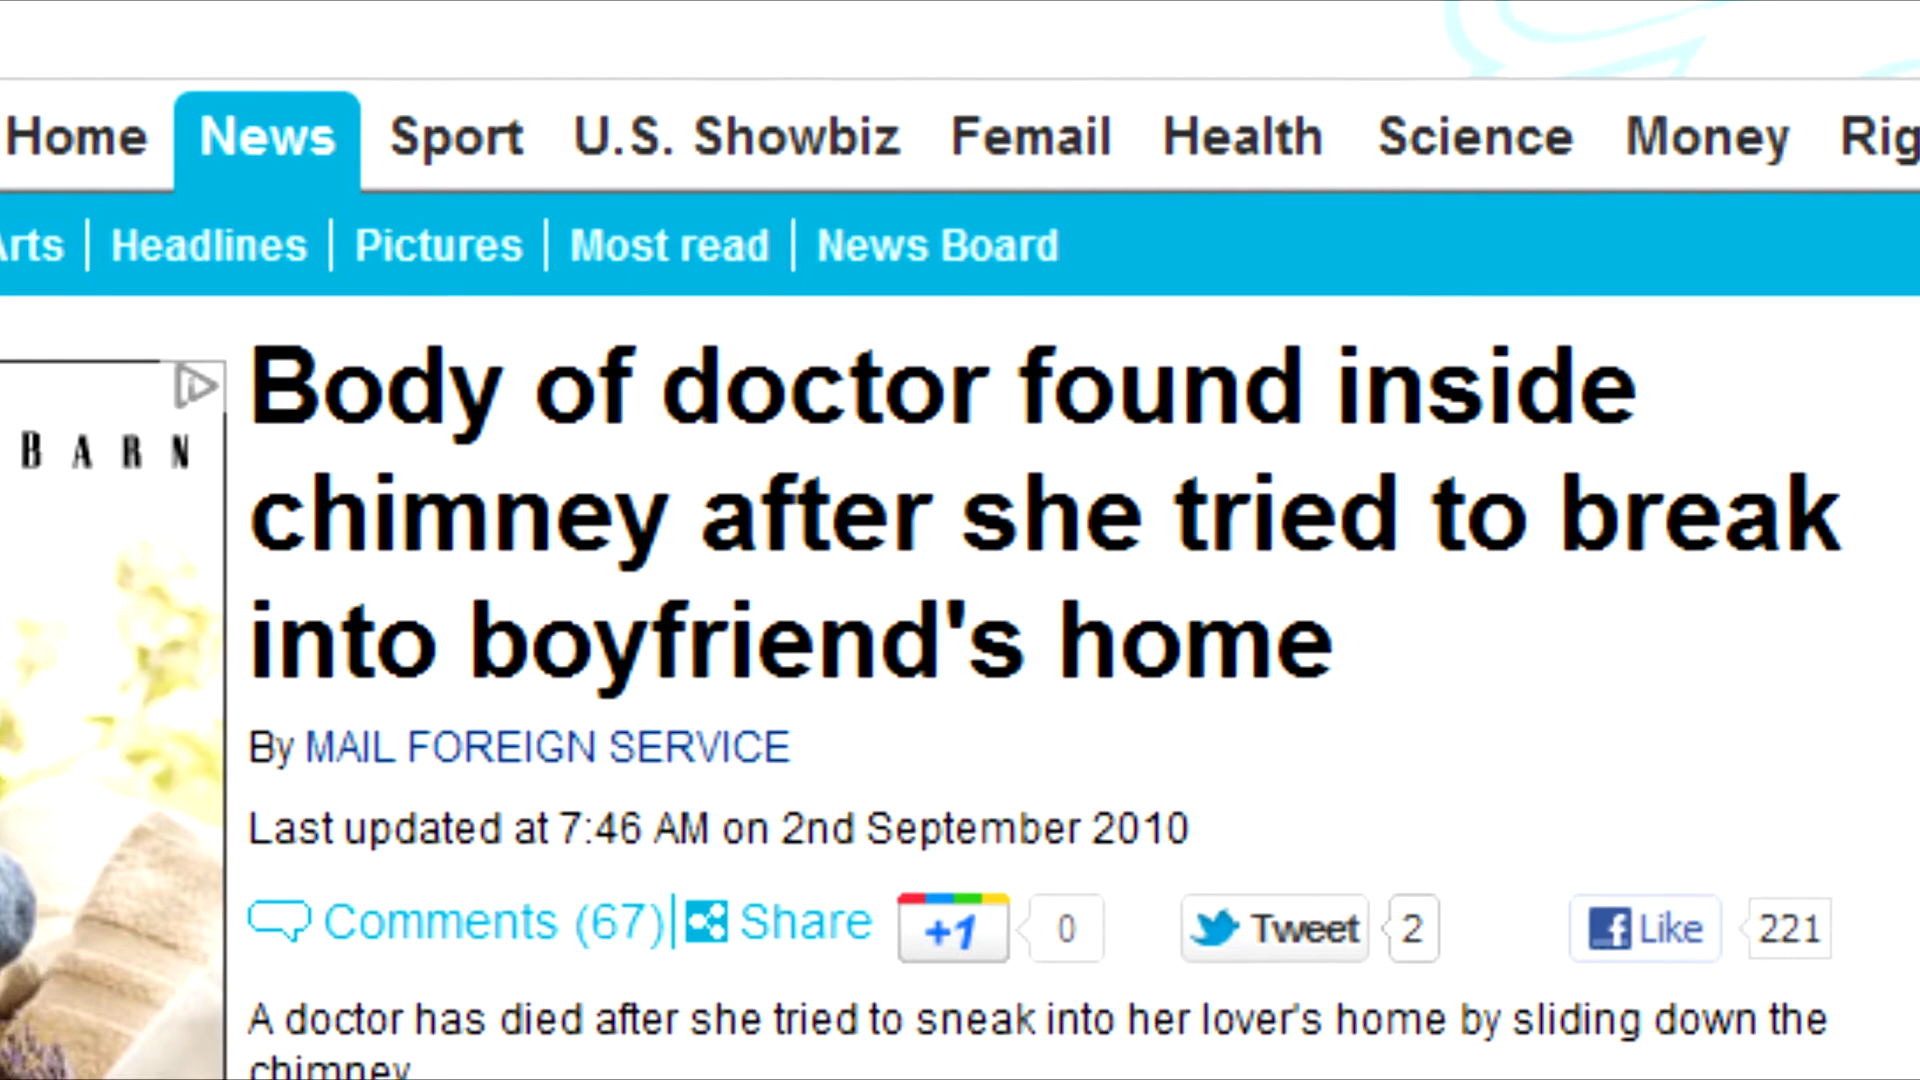 Home News Sport U.S. Showbiz Femail Health Science Money
Headlines Pictures Most read News Board
BARN
Body of doctor found inside
chimney after she tried to break
into boyfriend's home
By MAIL FOREIGN SERVICE
Last updated at 7:46 AM on 2nd September 2010
Comments (67) Share +1 0 Tweet 2 Like 221
A doctor has died after she tried to sneak into her lover's home by sliding down the
chimney